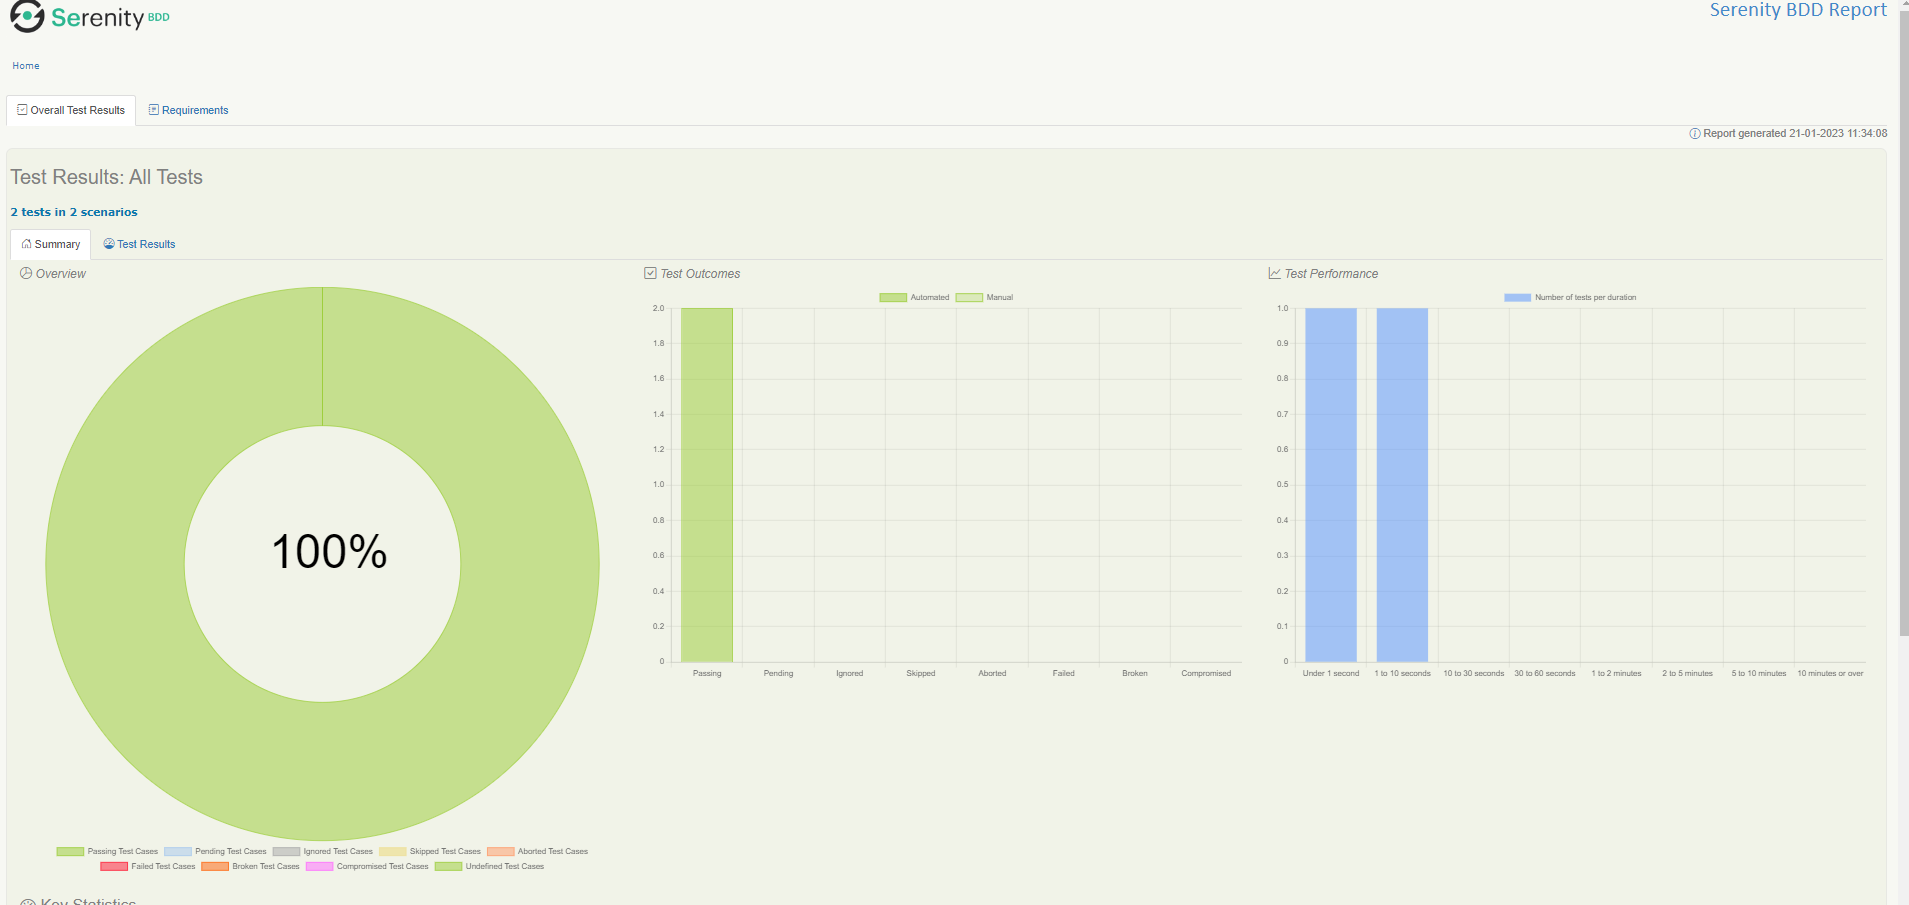 Serenity BDD
Serenity BDD Report
Home
Overall Test Results
Requirements
Report generated 21-01-2023 11:34:08
Test Results: All Tests
2 tests in 2 scenarios
Summary
Test Results
Overview
Test Outcomes
Test Performance
100%
Passing Test Cases
Pending Test Cases
Ignored Test Cases
Skipped Test Cases
Aborted Test Cases
Failed Test Cases
Broken Test Cases
Compromised Test Cases
Undefined Test Cases
Automated
Manual
2.0
1.8
1.6
1.4
1.2
1.0
0.8
0.6
0.4
0.2
0
Passing
Pending
Ignored
Skipped
Aborted
Failed
Broken
Compromised
Number of tests per duration
1.0
0.9
0.8
0.7
0.6
0.5
0.4
0.3
0.2
0.1
0
Under 1 second
1 to 10 seconds
10 to 30 seconds
30 to 60 seconds
1 to 2 minutes
2 to 5 minutes
5 to 10 minutes
10 minutes or over
Key Statistics